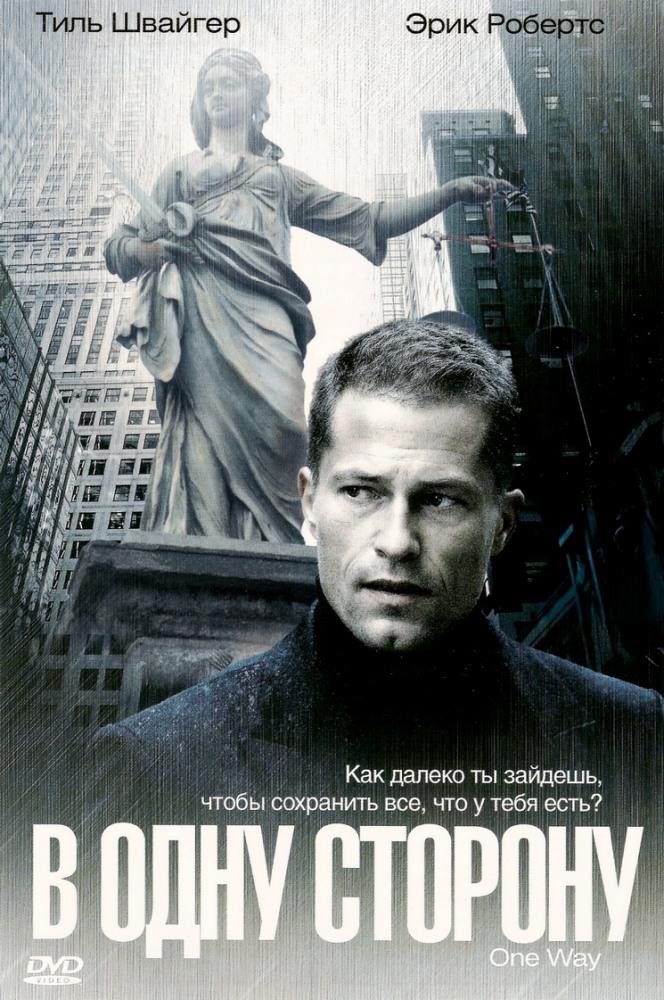 Тиль Швайгер
Эрик Робертс
Как далеко ты зайдешь,
чтобы сохранить все, что у тебя есть?
В ОДНУ СТОРОНУ
One Way
DVD
VIDEO